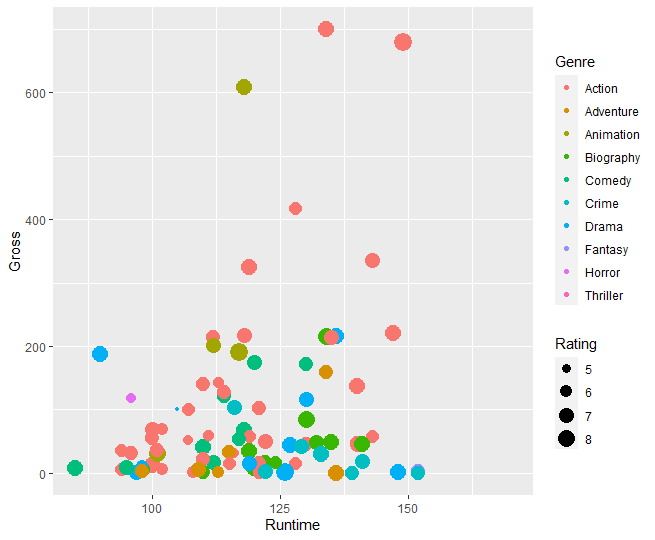 Gross
600
400
200
0
100
125
150
Runtime
Genre
Action
Adventure
Animation
Biography
Comedy
Crime
Drama
Fantasy
Horror
Thriller
Rating
5
6
7
8